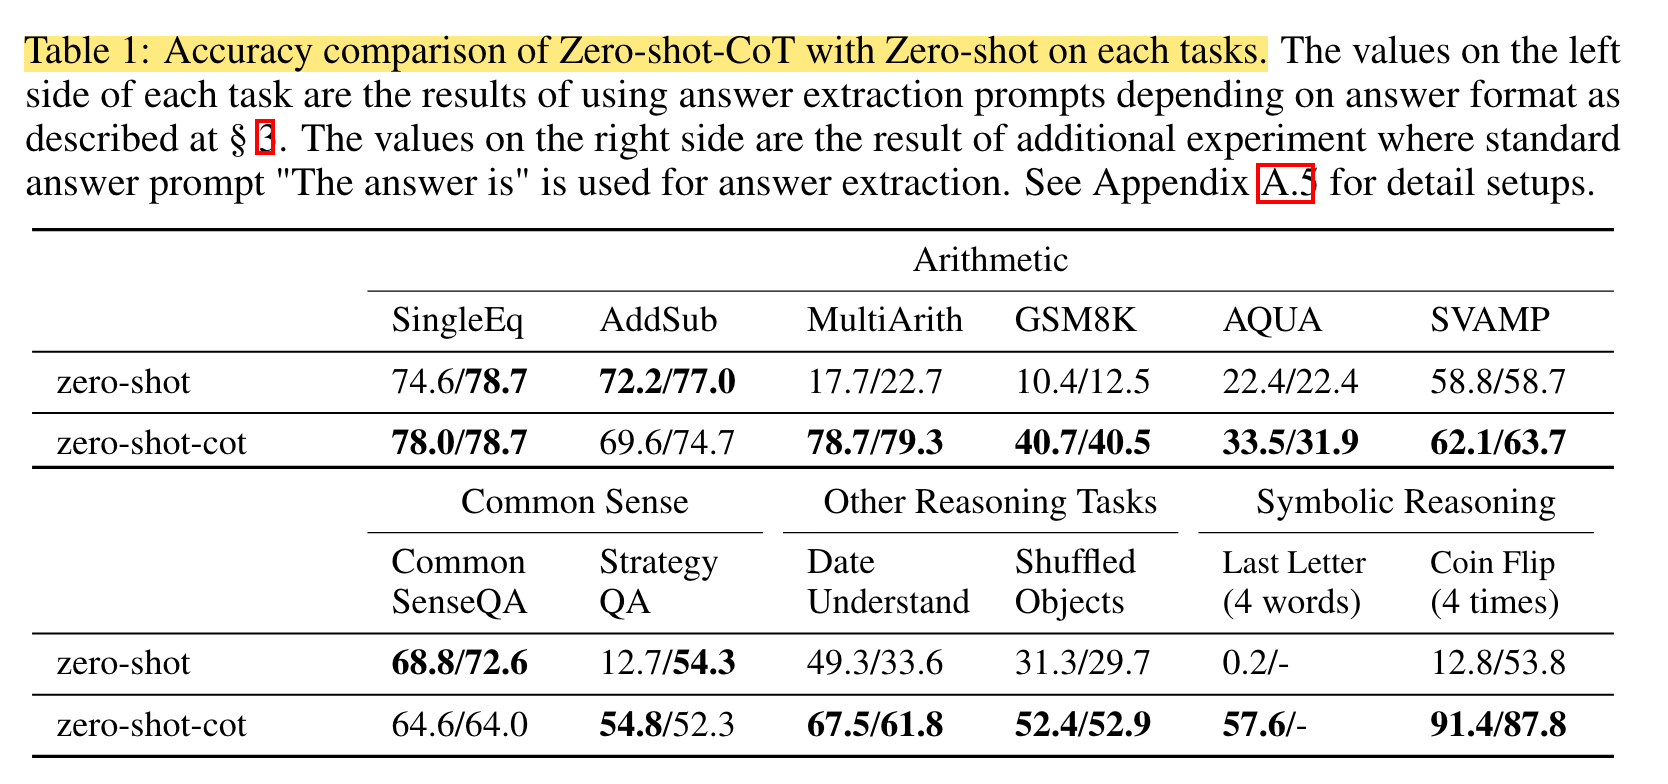 Table 1: Accuracy comparison of Zero-shot-CoT with Zero-shot on each tasks. The values on the left
side of each task are the results of using answer extraction prompts depending on answer format as
described at § 3. The values on the right side are the result of additional experiment where standard
answer prompt "The answer is" is used for answer extraction. See Appendix A.5 for detail setups.
Arithmetic
SingleEq AddSub MultiArith GSM8K AQUA SVAMP
zero-shot 74.6/78.7 72.2/77.0 17.7/22.7 10.4/12.5 22.4/22.4 58.8/58.7
zero-shot-cot 78.0/78.7 69.6/74.7 78.7/79.3 40.7/40.5 33.5/31.9 62.1/63.7
Common Sense Other Reasoning Tasks Symbolic Reasoning
Common Strategy Date Shuffled Last Letter Coin Flip
SenseQA QA Understand Objects (4 words) (4 times)
zero-shot 68.8/72.6 12.7/54.3 49.3/33.6 31.3/29.7 0.2/- 12.8/53.8
zero-shot-cot 64.6/64.0 54.8/52.3 67.5/61.8 52.4/52.9 57.6/- 91.4/87.8